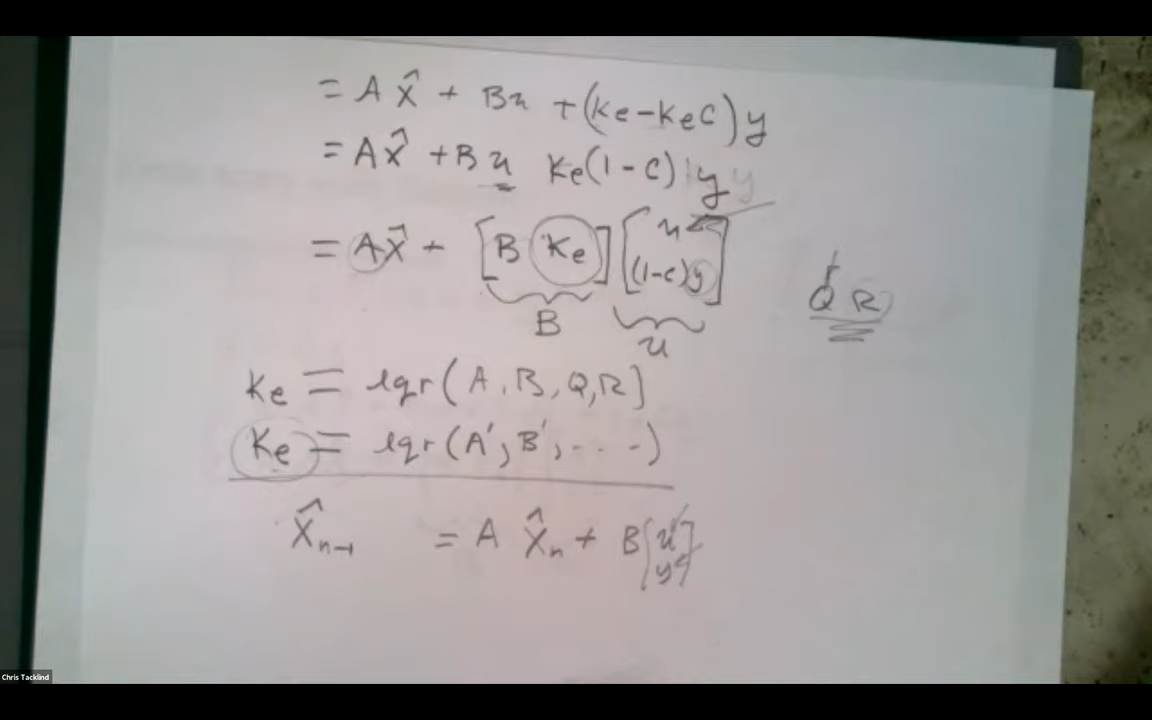 = A x̂ + Bu + (Ke - KeC) y
= A x̂ + B u Ke(1 - C) y y
= A x̂ + [B Ke] [u (1-c)y]
B u
Q R
Ke = lqr(A, B, Q, R]
Ke = lqr(A', B', ...)
X̂n-1 = A X̂n + B [u y]
Chris Tacklind